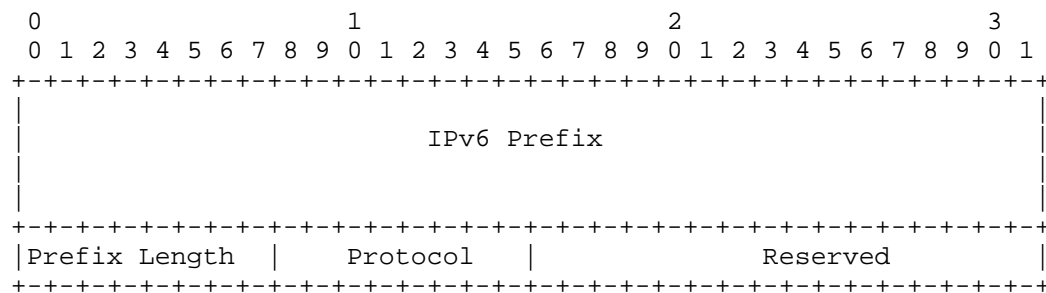 0                   1                   2                   3
 0 1 2 3 4 5 6 7 8 9 0 1 2 3 4 5 6 7 8 9 0 1 2 3 4 5 6 7 8 9 0 1
+-+-+-+-+-+-+-+-+-+-+-+-+-+-+-+-+-+-+-+-+-+-+-+-+-+-+-+-+-+-+-+-+
|                                                               |
|                         IPv6 Prefix                           |
|                                                               |
|                                                               |
+-+-+-+-+-+-+-+-+-+-+-+-+-+-+-+-+-+-+-+-+-+-+-+-+-+-+-+-+-+-+-+-+
|Prefix Length  |    Protocol   |              Reserved         |
+-+-+-+-+-+-+-+-+-+-+-+-+-+-+-+-+-+-+-+-+-+-+-+-+-+-+-+-+-+-+-+-+